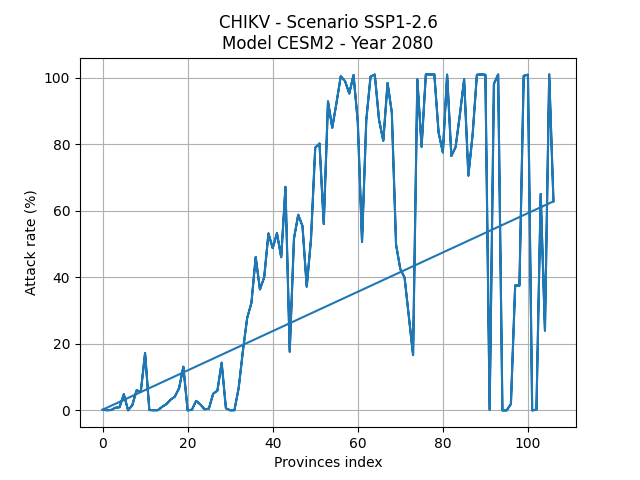 CHIKV - Scenario SSP1-2.6
Model CESM2 - Year 2080
Attack rate (%)
100
80
60
40
20
0
0 20 40 60 80 100
Provinces index